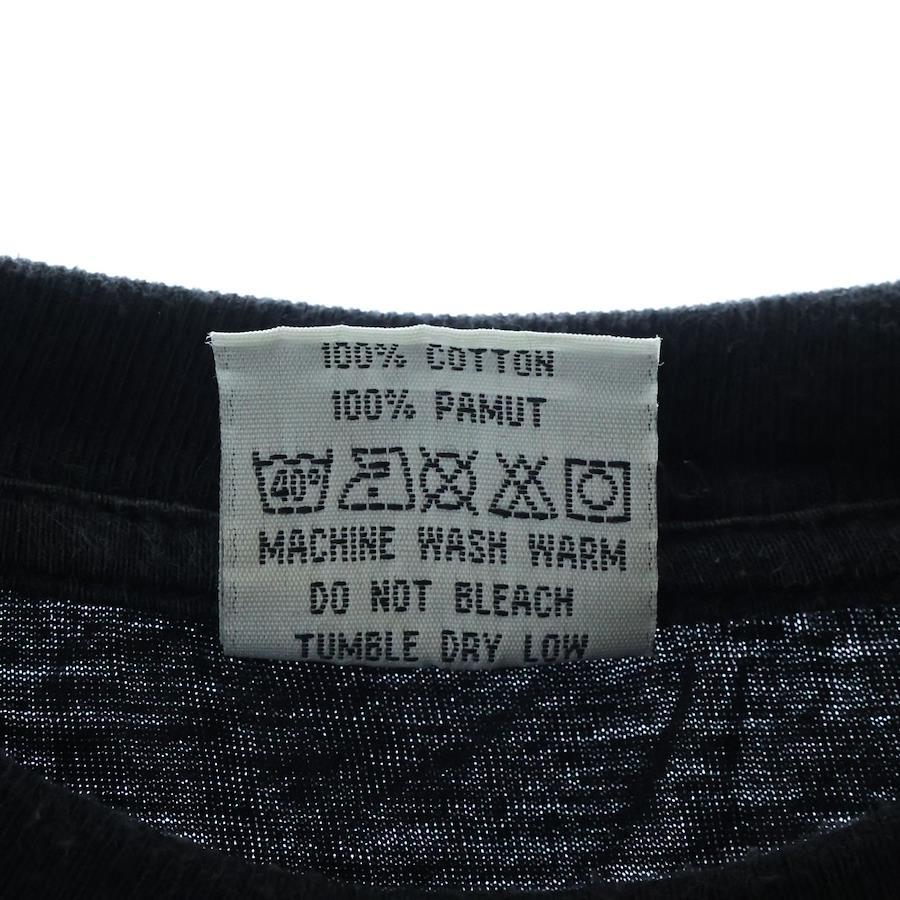 100% COTTON
100% PAMUT
40°
MACHINE WASH WARM
DO NOT BLEACH
TUMBLE DRY LOW